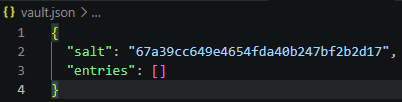 {} vault.json > ...
1 {
2 "salt": "67a39cc649e4654fda40b247bf2b2d17",
3 "entries": []
4 }